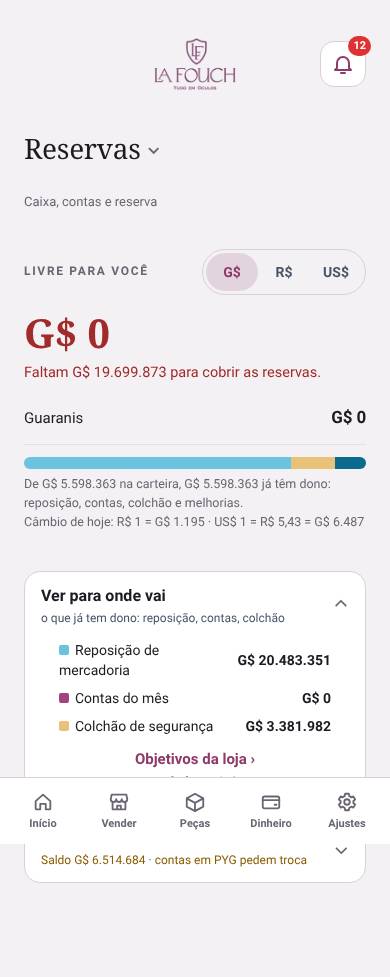 12
LF
LA FOUCH
TUDO EM ÓCULOS
Reservas
Caixa, contas e reserva
LIVRE PARA VOCÊ
G$ R$ US$
G$ 0
Faltam G$ 19.699.873 para cobrir as reservas.
Guaranis G$ 0
De G$ 5.598.363 na carteira, G$ 5.598.363 já têm dono:
reposição, contas, colchão e melhorias.
Câmbio de hoje: R$ 1 = G$ 1.195 · US$ 1 = R$ 5,43 = G$ 6.487
Ver para onde vai
o que já tem dono: reposição, contas, colchão
Reposição de
mercadoria G$ 20.483.351
Contas do mês G$ 0
Colchão de segurança G$ 3.381.982
Objetivos da loja ›
Início Vender Peças Dinheiro Ajustes
Saldo G$ 6.514.684 · contas em PYG pedem troca